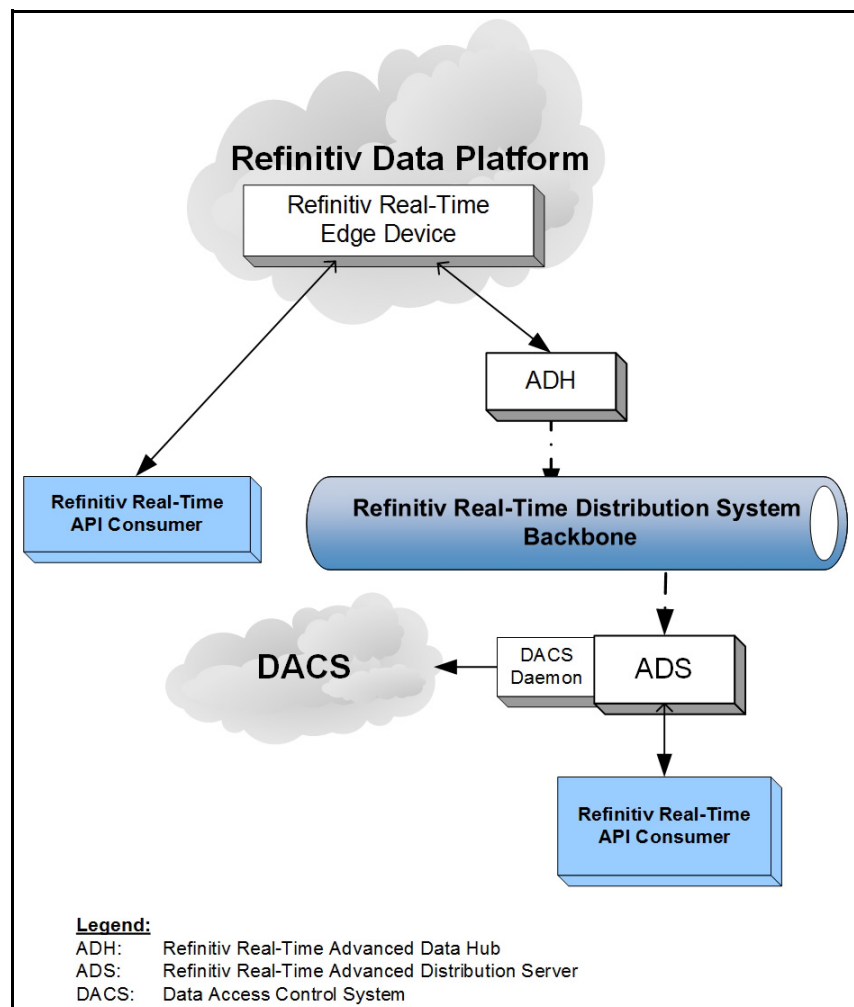 Refinitiv Data Platform
Refinitiv Real-Time
Edge Device
ADH
Refinitiv Real-Time
API Consumer
Refinitiv Real-Time Distribution System
Backbone
DACS
DACS
Daemon
ADS
Refinitiv Real-Time
API Consumer
Legend:
ADH: Refinitiv Real-Time Advanced Data Hub
ADS: Refinitiv Real-Time Advanced Distribution Server
DACS: Data Access Control System